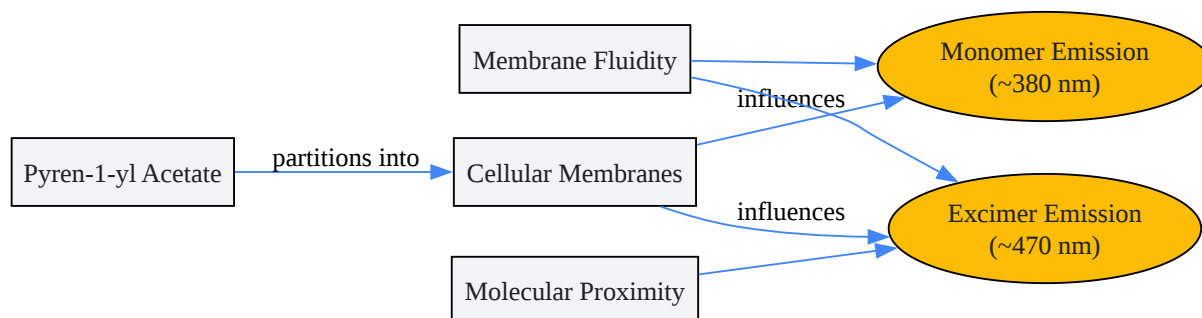 Membrane Fluidity
Monomer Emission
(~380 nm)
influences
Pyren-1-yl Acetate
partitions into
Cellular Membranes
influences
Excimer Emission
(~470 nm)
Molecular Proximity